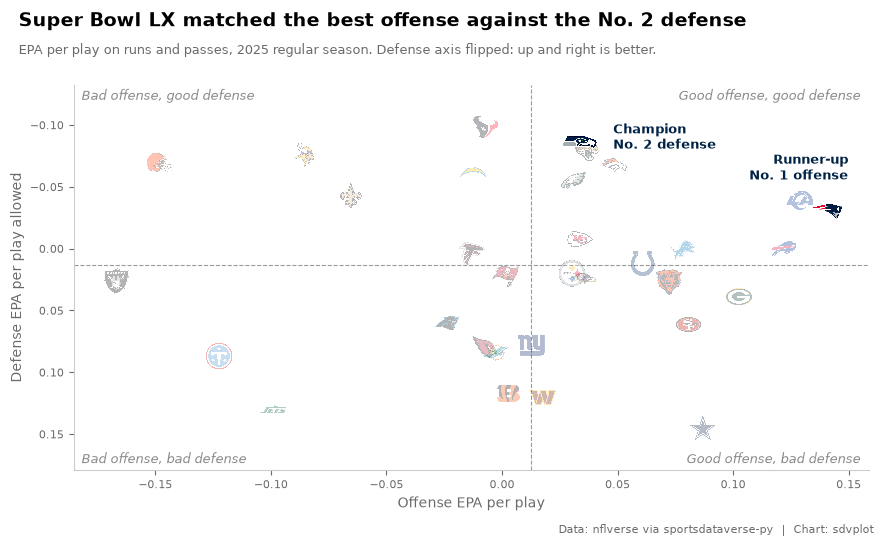 Super Bowl LX matched the best offense against the No. 2 defense
EPA per play on runs and passes, 2025 regular season. Defense axis flipped: up and right is better.
Bad offense, good defense
Good offense, good defense
Champion
No. 2 defense
Runner-up
No. 1 offense
Defense EPA per play allowed
−0.10
−0.05
0.00
0.05
0.10
0.15
ny
B
W
G
SF
KC
T
JETS
RAIDERS
Bad offense, bad defense
Good offense, bad defense
−0.15
−0.10
−0.05
0.00
0.05
0.10
0.15
Offense EPA per play
Data: nflverse via sportsdataverse-py | Chart: sdvplot